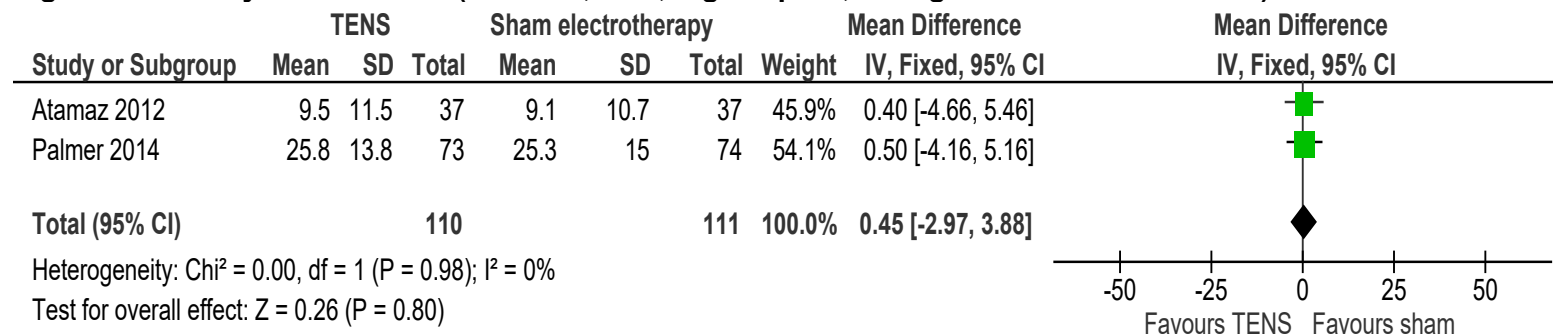 TENS Sham electrotherapy Mean Difference Mean Difference
Study or Subgroup Mean SD Total Mean SD Total Weight IV, Fixed, 95% CI IV, Fixed, 95% CI
Atamaz 2012 9.5 11.5 37 9.1 10.7 37 45.9% 0.40 [-4.66, 5.46]
Palmer 2014 25.8 13.8 73 25.3 15 74 54.1% 0.50 [-4.16, 5.16]
Total (95% CI) 110 111 100.0% 0.45 [-2.97, 3.88]
Heterogeneity: Chi² = 0.00, df = 1 (P = 0.98); I² = 0%
Test for overall effect: Z = 0.26 (P = 0.80)
-50 -25 0 25 50
Favours TENS Favours sham